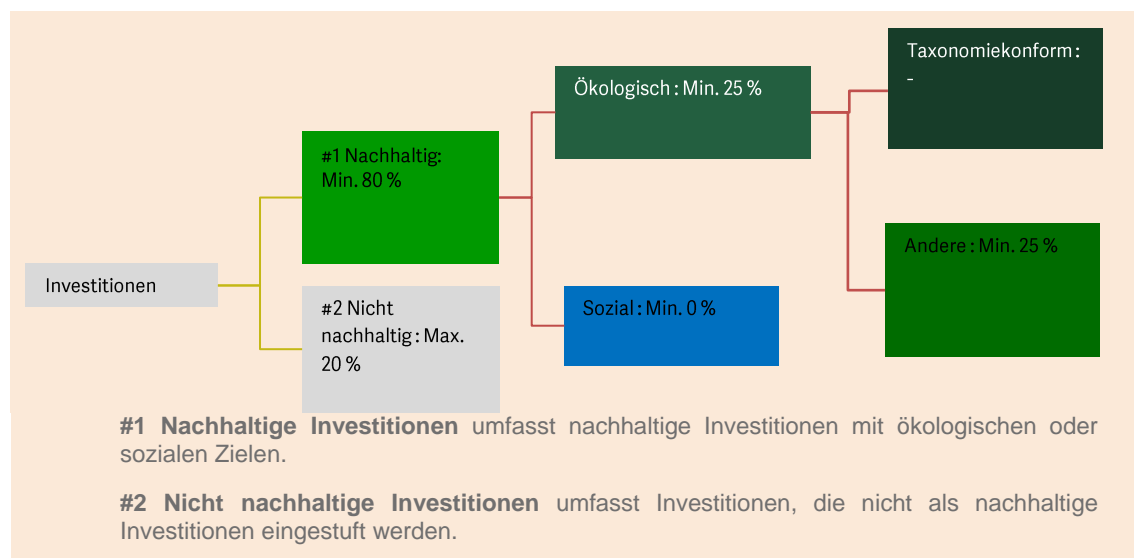 Investitionen
#1 Nachhaltig:
Min. 80 %
#2 Nicht
nachhaltig : Max.
20 %
Ökologisch : Min. 25 %
Sozial : Min. 0 %
Taxonomiekonform :
-
Andere : Min. 25 %
#1 Nachhaltige Investitionen umfasst nachhaltige Investitionen mit ökologischen oder
sozialen Zielen.
#2 Nicht nachhaltige Investitionen umfasst Investitionen, die nicht als nachhaltige
Investitionen eingestuft werden.